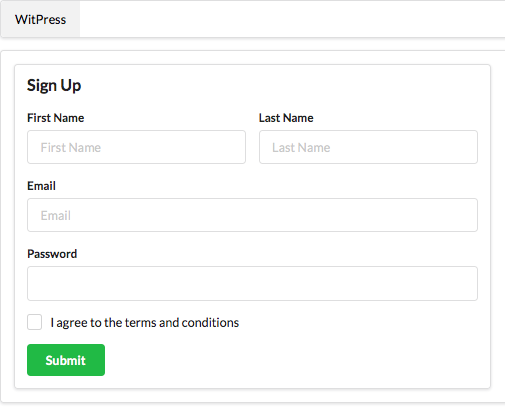 WitPress
Sign Up
First Name Last Name
First Name Last Name
Email
Email
Password
I agree to the terms and conditions
Submit